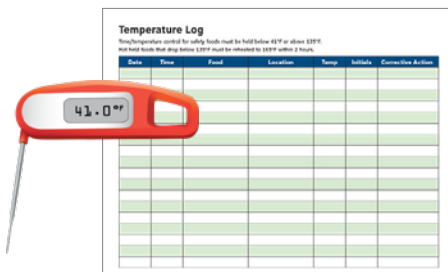 Temperature Log
Time/temperature control for safety foods must be held below 41°F or above 135°F.
Hot held foods that drop below 135°F must be reheated to 165°F within 2 hours.
Date Time Food Location Temp Initials Corrective Action
41.0°F